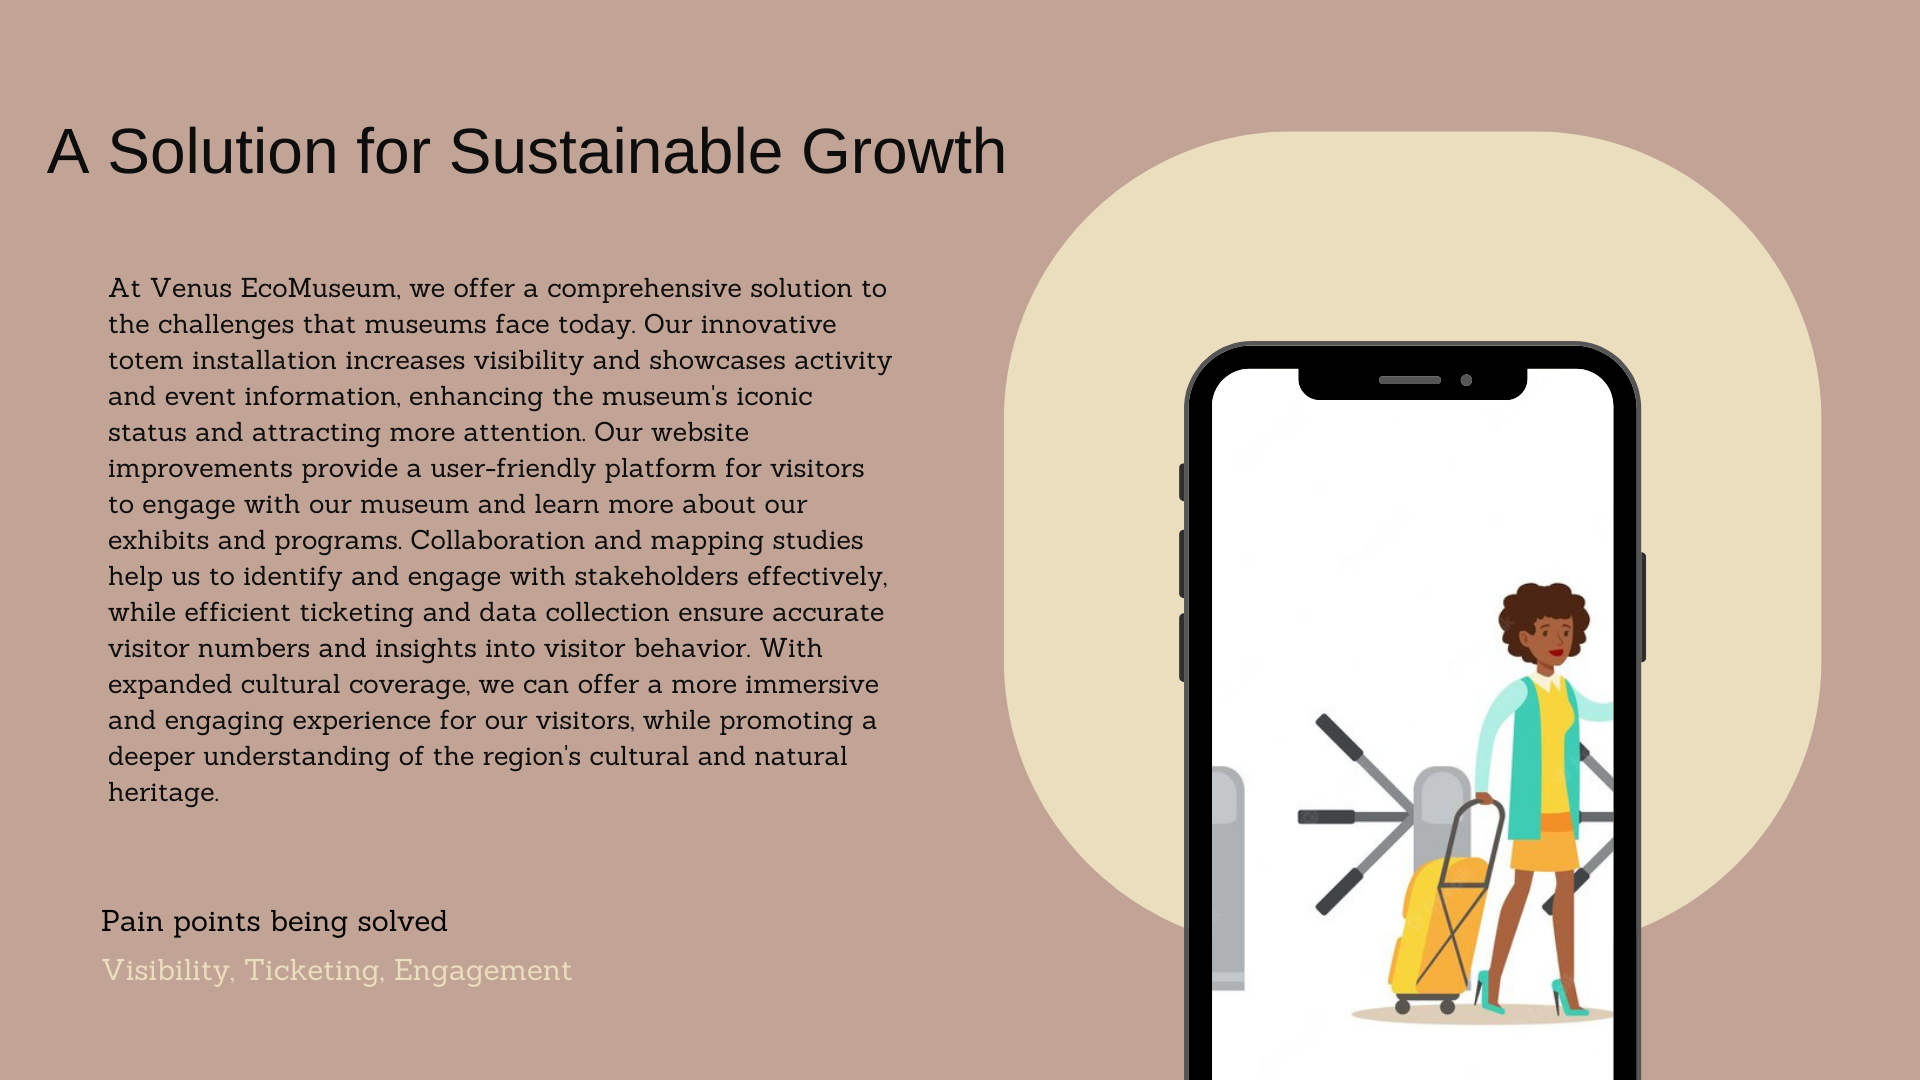 A Solution for Sustainable Growth
At Venus EcoMuseum, we offer a comprehensive solution to
the challenges that museums face today. Our innovative
totem installation increases visibility and showcases activity
and event information, enhancing the museum's iconic
status and attracting more attention. Our website
improvements provide a user-friendly platform for visitors
to engage with our museum and learn more about our
exhibits and programs. Collaboration and mapping studies
help us to identify and engage with stakeholders effectively,
while efficient ticketing and data collection ensure accurate
visitor numbers and insights into visitor behavior. With
expanded cultural coverage, we can offer a more immersive
and engaging experience for our visitors, while promoting a
deeper understanding of the region's cultural and natural
heritage.
Pain points being solved
Visibility, Ticketing, Engagement